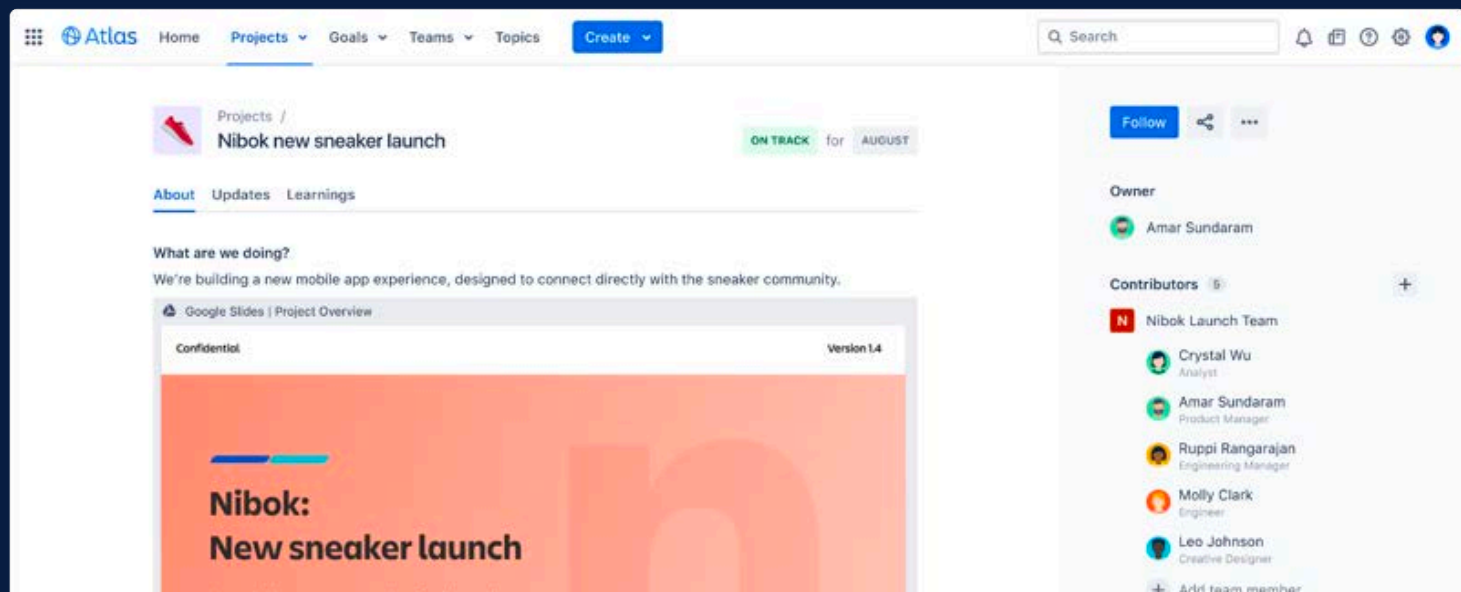 Atlas Home Projects Goals Teams Topics Create Search
Projects /
Nibok new sneaker launch
ON TRACK for AUGUST
About Updates Learnings
What are we doing?
We're building a new mobile app experience, designed to connect directly with the sneaker community.
Google Slides | Project Overview
Confidential Version 1.4
Nibok:
New sneaker launch
Follow
Owner
Amar Sundaram
Contributors 5
N Nibok Launch Team
Crystal Wu
Analyst
Amar Sundaram
Product Manager
Ruppi Rangarajan
Engineering Manager
Molly Clark
Engineer
Leo Johnson
Creative Designer
Add team member